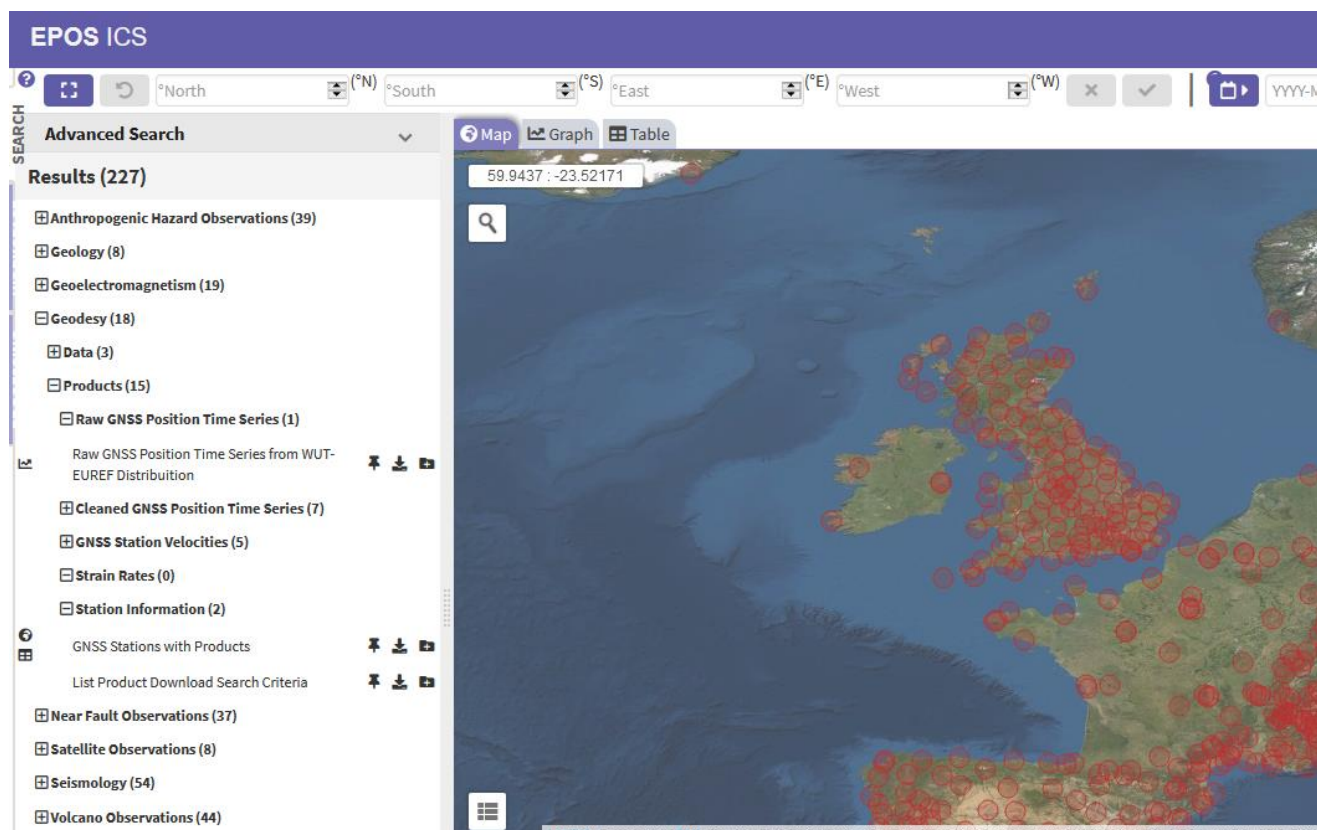 EPOS ICS
°North
(°N)
°South
(°S)
°East
(°E)
°West
(°W)
SEARCH
Advanced Search
Results (227)
Anthropogenic Hazard Observations (39)
Geology (8)
Geoelectromagnetism (19)
Geodesy (18)
Data (3)
Products (15)
Raw GNSS Position Time Series (1)
Raw GNSS Position Time Series from WUT-
EUREF Distribuition
Cleaned GNSS Position Time Series (7)
GNSS Station Velocities (5)
Strain Rates (0)
Station Information (2)
GNSS Stations with Products
List Product Download Search Criteria
Near Fault Observations (37)
Satellite Observations (8)
Seismology (54)
Volcano Observations (44)
Map
Graph
Table
59.9437 : -23.52171